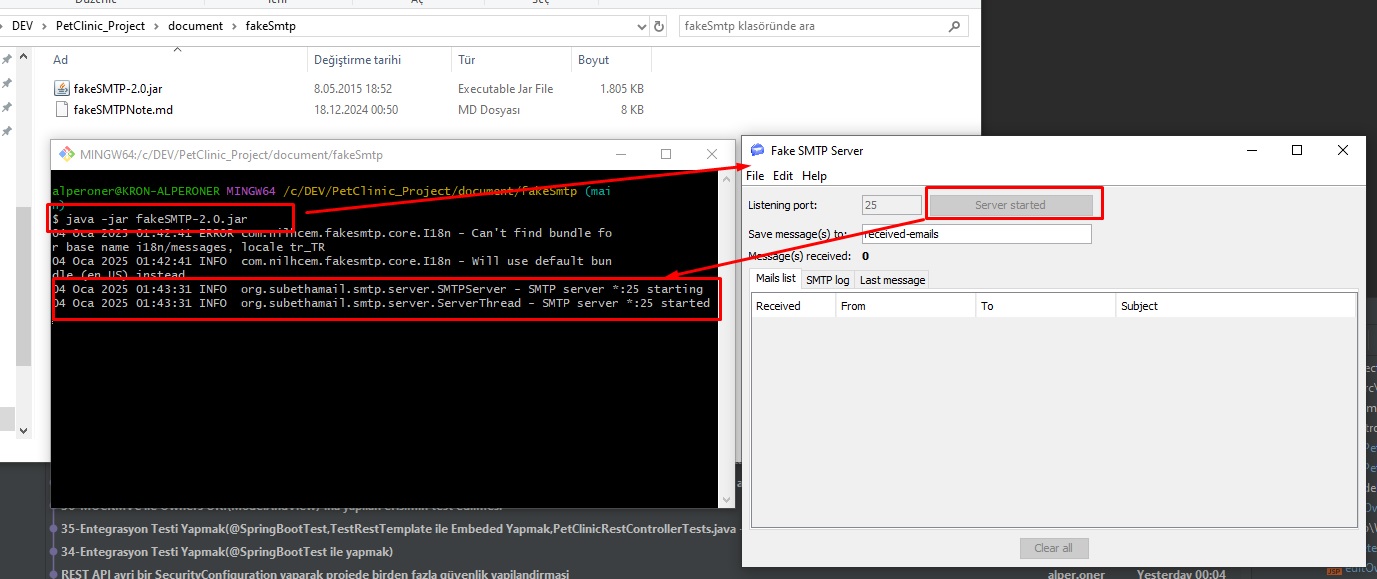 Düzenle
Aç
Seç
DEV > PetClinic_Project > document > fakeSmtp
fakeSmtp klasöründe ara
Ad Değiştirme tarihi Tür Boyut
fakeSMTP-2.0.jar 8.05.2015 18:52 Executable Jar File 1.805 KB
fakeSMTPNote.md 18.12.2024 00:50 MD Dosyası 8 KB
MINGW64:/c/DEV/PetClinic_Project/document/fakeSmtp
alperoner@KRON-ALPERONER MINGW64 /c/DEV/PetClinic_Project/document/fakeSmtp (mai
n)
$ java -jar fakeSMTP-2.0.jar
04 Oca 2025 01:42:41 ERROR com.nilhcem.fakesmtp.core.I18n - Can't find bundle fo
r base name i18n/messages, locale tr_TR
04 Oca 2025 01:42:41 INFO com.nilhcem.fakesmtp.core.I18n - Will use default bun
dle (en_US) instead
04 Oca 2025 01:43:31 INFO org.subethamail.smtp.server.SMTPServer - SMTP server *:25 starting
04 Oca 2025 01:43:31 INFO org.subethamail.smtp.server.ServerThread - SMTP server *:25 started
Fake SMTP Server
File Edit Help
Listening port: 25 Server started
Save message(s) to: received-emails
Message(s) received: 0
Mails list SMTP log Last message
Received From To Subject
Clear all
35-Entegrasyon Testi Yapmak(@SpringBootTest,TestRestTemplate ile Embeded Yapmak,PetClinicRestControllerTests.java -
34-Entegrasyon Testi Yapmak(@SpringBootTest ile yapmak)
REST API ayri bir SecurityConfiguration yaparak projede birden fazla güvenlik yapilandirmasi
alper.oner Yesterday 00:04